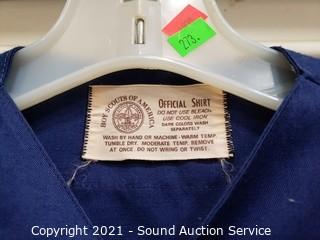 273.
BOY SCOUTS OF AMERICA
OFFICIAL SHIRT
DO NOT USE BLEACH.
USE COOL IRON
DARK COLORS WASH
SEPARATELY
WASH BY HAND OR MACHINE - WARM TEMP.
TUMBLE DRY. MODERATE TEMP. REMOVE
AT ONCE. DO NOT WRING OR TWIST.
Copyright 2021 - Sound Auction Service